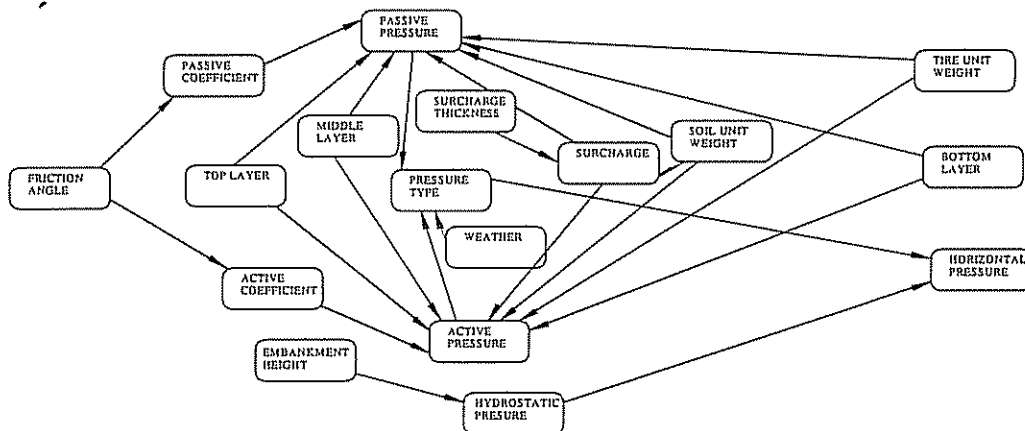 PASSIVE
PRESSURE
PASSIVE
COEFFICIENT
TIRE UNIT
WEIGHT
SURCHARGE
THICKNESS
MIDDLE
LAYER
SOIL UNIT
WEIGHT
SURCHARGE
BOTTOM
LAYER
FRICTION
ANGLE
TOP LAYER
PRESSURE
TYPE
WEATHER
HORIZONTAL
PRESSURE
ACTIVE
COEFFICIENT
ACTIVE
PRESSURE
EMBANKMENT
HEIGHT
HYDROSTATIC
PRESURE